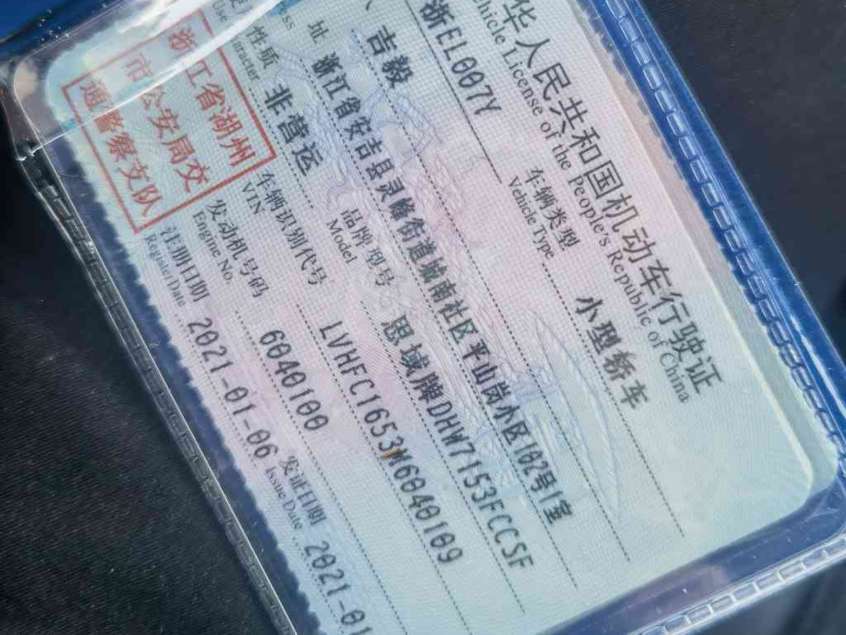 华人民共和国机动车行驶证
Vehicle License of the People's Republic of China
浙EL007Y
车辆类型 小型轿车
Vehicle Type
吉毅
址 浙江省安吉县灵峰街道城南社区平山岗小区182号1室
性质 非营运
Use Character
品牌型号 思域牌DHW7153FCCSF
Model
浙江省湖州
市公安局交
通警察支队
车辆识别代号 LVHFC1653M6040109
VIN
发动机号码 6040100
Engine No.
注册日期 2021-01-06
Register Date
发证日期 2021-01
Issue Date